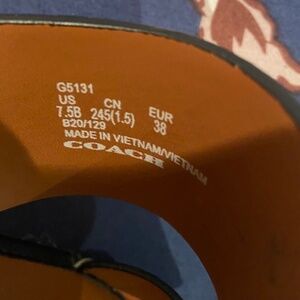 G5131
US CN EUR
7.5B 245(1.5) 38
B20/129
MADE IN VIETNAM/VIETNAM
COACH